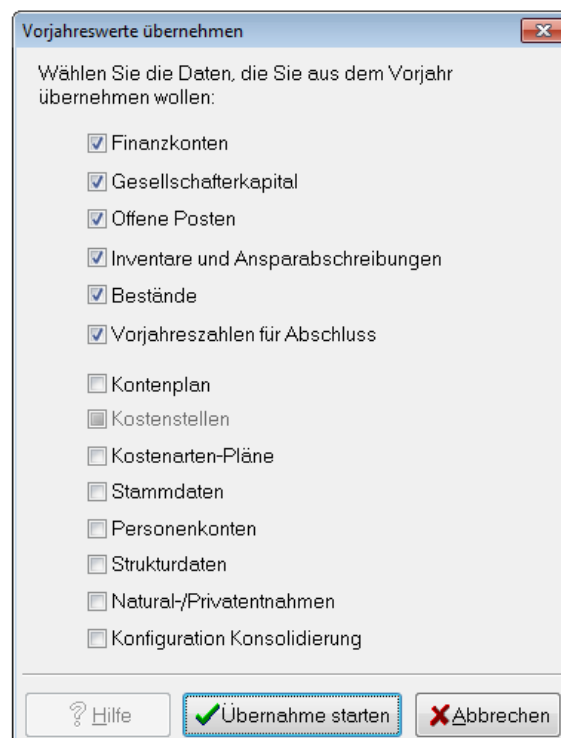 Vorjahreswerte übernehmen
Wählen Sie die Daten, die Sie aus dem Vorjahr
übernehmen wollen:
Finanzkonten
Gesellschafterkapital
Offene Posten
Inventare und Ansparabschreibungen
Bestände
Vorjahreszahlen für Abschluss
Kontenplan
Kostenstellen
Kostenarten-Pläne
Stammdaten
Personenkonten
Strukturdaten
Natural-/Privatentnahmen
Konfiguration Konsolidierung
? Hilfe Übernahme starten Abbrechen